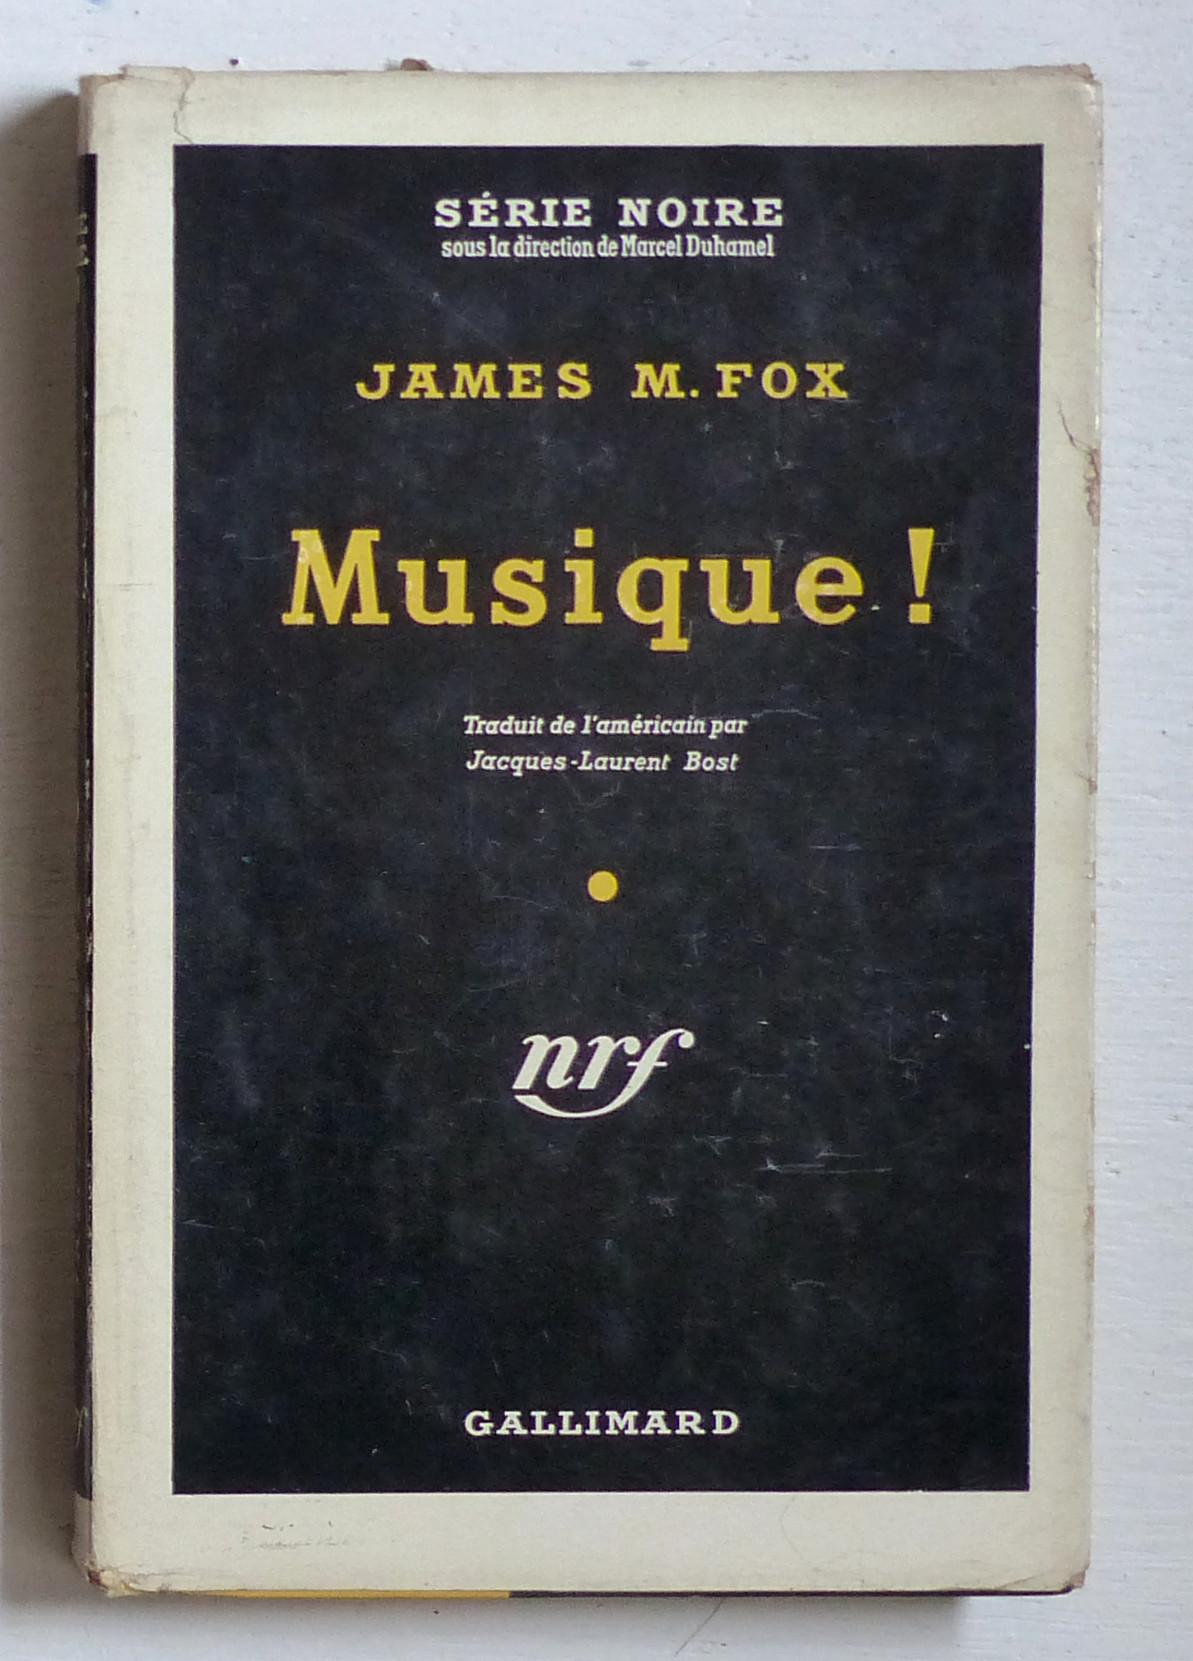 SÉRIE NOIRE
sous la direction de Marcel Duhamel
JAMES M. FOX
Musique !
Traduit de l'américain par
Jacques-Laurent Bost
nrf
GALLIMARD